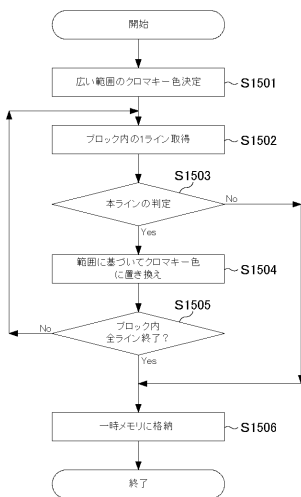 開始
広い範囲のクロマキー色決定
S1501
ブロック内の1ライン取得
S1502
S1503
本ラインの判定
No
Yes
範囲に基づいてクロマキー色
に置き換え
S1504
S1505
ブロック内
全ライン終了？
No
Yes
一時メモリに格納
S1506
終了